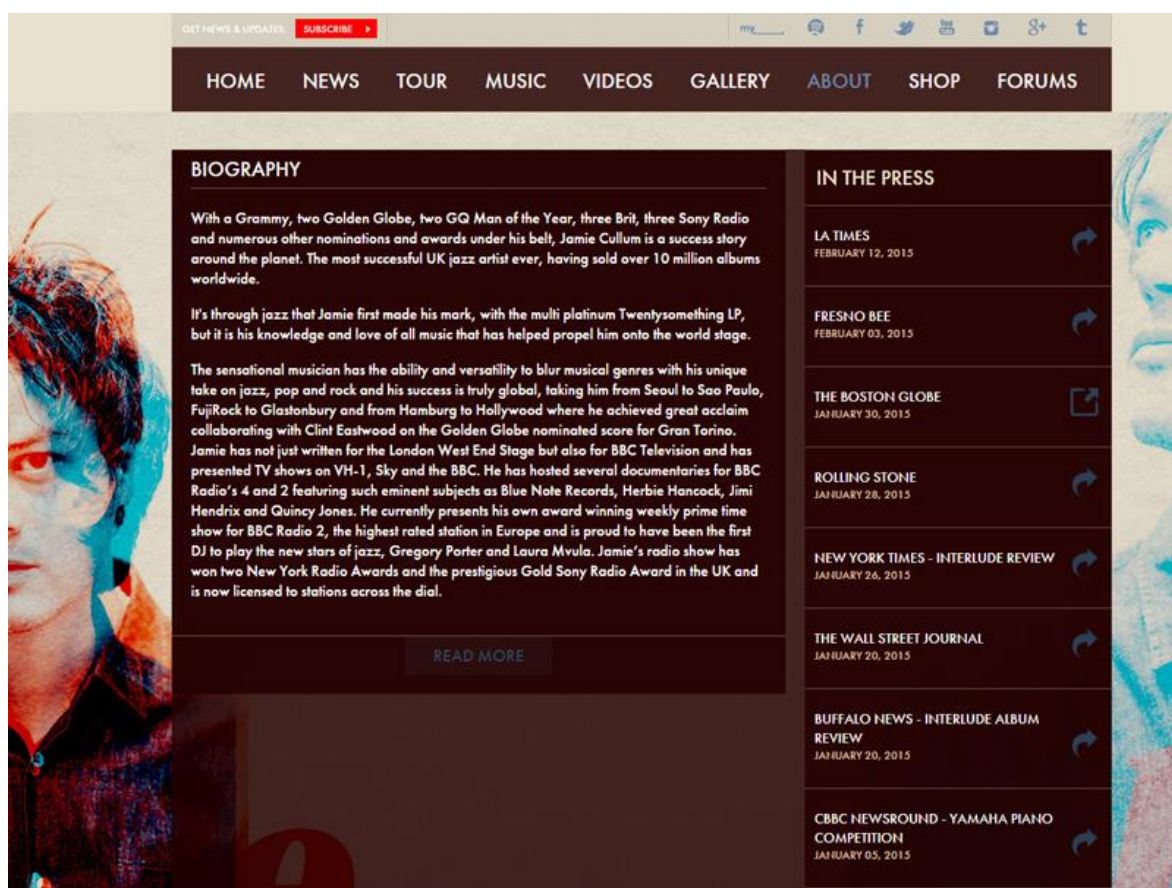 GET NEWS & UPDATES SUBSCRIBE
my____ f You Tube 8+ t
HOME NEWS TOUR MUSIC VIDEOS GALLERY ABOUT SHOP FORUMS
BIOGRAPHY
With a Grammy, two Golden Globe, two GQ Man of the Year, three Brit, three Sony Radio
and numerous other nominations and awards under his belt, Jamie Cullum is a success story
around the planet. The most successful UK jazz artist ever, having sold over 10 million albums
worldwide.
It's through jazz that Jamie first made his mark, with the multi platinum Twentysomething LP,
but it is his knowledge and love of all music that has helped propel him onto the world stage.
The sensational musician has the ability and versatility to blur musical genres with his unique
take on jazz, pop and rock and his success is truly global, taking him from Seoul to Sao Paulo,
FujiRock to Glastonbury and from Hamburg to Hollywood where he achieved great acclaim
collaborating with Clint Eastwood on the Golden Globe nominated score for Gran Torino.
Jamie has not just written for the London West End Stage but also for BBC Television and has
presented TV shows on VH-1, Sky and the BBC. He has hosted several documentaries for BBC
Radio's 4 and 2 featuring such eminent subjects as Blue Note Records, Herbie Hancock, Jimi
Hendrix and Quincy Jones. He currently presents his own award winning weekly prime time
show for BBC Radio 2, the highest rated station in Europe and is proud to have been the first
DJ to play the new stars of jazz, Gregory Porter and Laura Mvula. Jamie's radio show has
won two New York Radio Awards and the prestigious Gold Sony Radio Award in the UK and
is now licensed to stations across the dial.
READ MORE
IN THE PRESS
LA TIMES
FEBRUARY 12, 2015
FRESNO BEE
FEBRUARY 03, 2015
THE BOSTON GLOBE
JANUARY 30, 2015
ROLLING STONE
JANUARY 28, 2015
NEW YORK TIMES - INTERLUDE REVIEW
JANUARY 26, 2015
THE WALL STREET JOURNAL
JANUARY 20, 2015
BUFFALO NEWS - INTERLUDE ALBUM
REVIEW
JANUARY 20, 2015
CBBC NEWSROUND - YAMAHA PIANO
COMPETITION
JANUARY 05, 2015